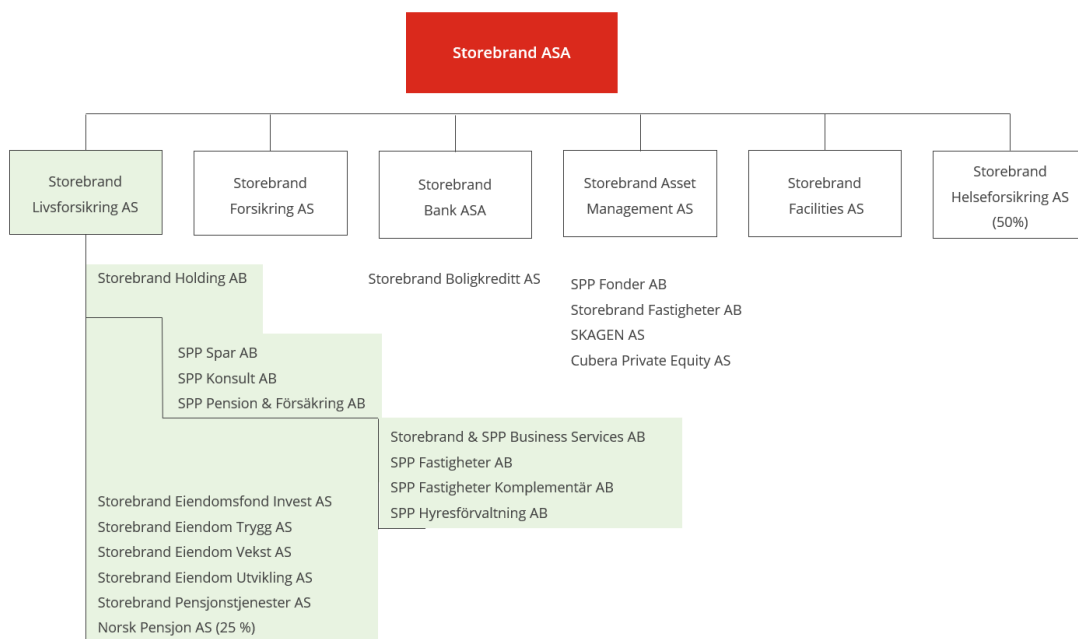 Storebrand ASA
Storebrand
Livsforsikring AS
Storebrand
Forsikring AS
Storebrand
Bank ASA
Storebrand Asset
Management AS
Storebrand
Facilities AS
Storebrand
Helseforsikring AS
(50%)
Storebrand Holding AB
SPP Spar AB
SPP Konsult AB
SPP Pension & Försäkring AB
Storebrand & SPP Business Services AB
SPP Fastigheter AB
SPP Fastigheter Komplementär AB
SPP Hyresförvaltning AB
Storebrand Eiendomsfond Invest AS
Storebrand Eiendom Trygg AS
Storebrand Eiendom Vekst AS
Storebrand Eiendom Utvikling AS
Storebrand Pensjonstjenester AS
Norsk Pensjon AS (25 %)
Storebrand Boligkreditt AS
SPP Fonder AB
Storebrand Fastigheter AB
SKAGEN AS
Cubera Private Equity AS